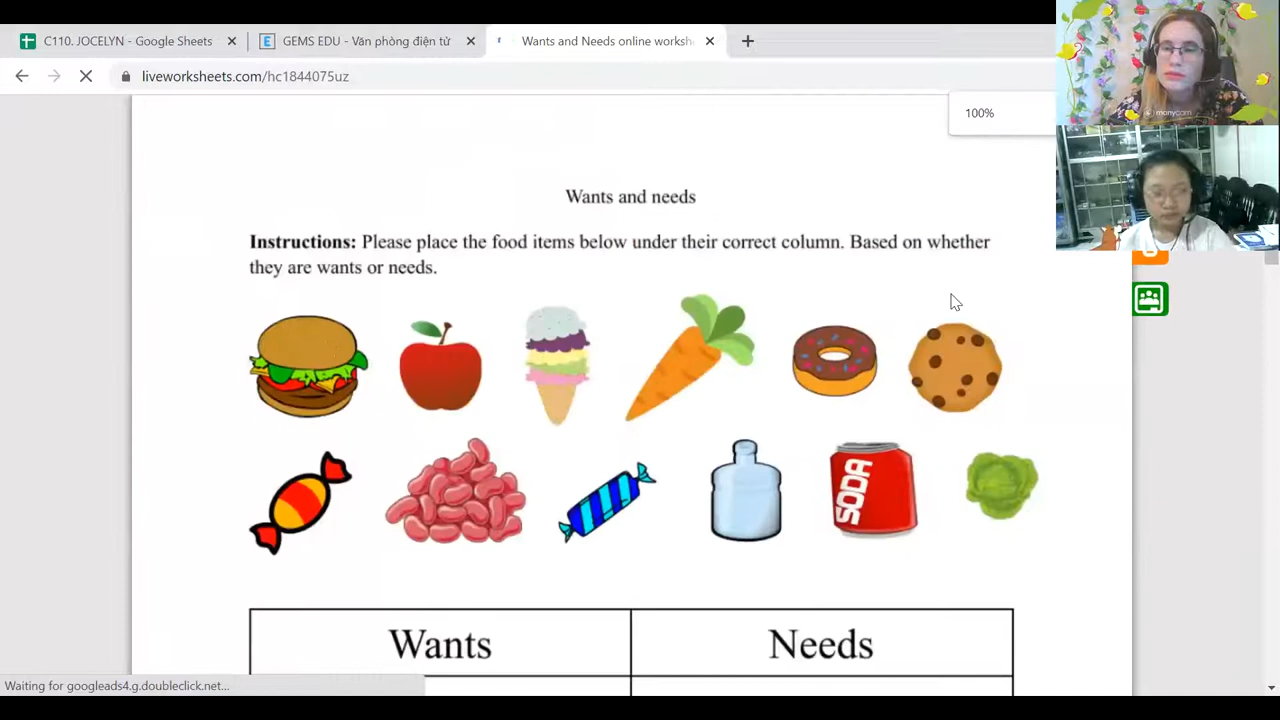 C110. JOCELYN - Google Sheets
GEMS EDU - Văn phòng điện tử
Wants and Needs online workshe
liveworksheets.com/hc1844075uz
100%
manycam
Wants and needs
Instructions: Please place the food items below under their correct column. Based on whether
they are wants or needs.
SODA
Wants
Needs
Waiting for googleads4.g.doubleclick.net...